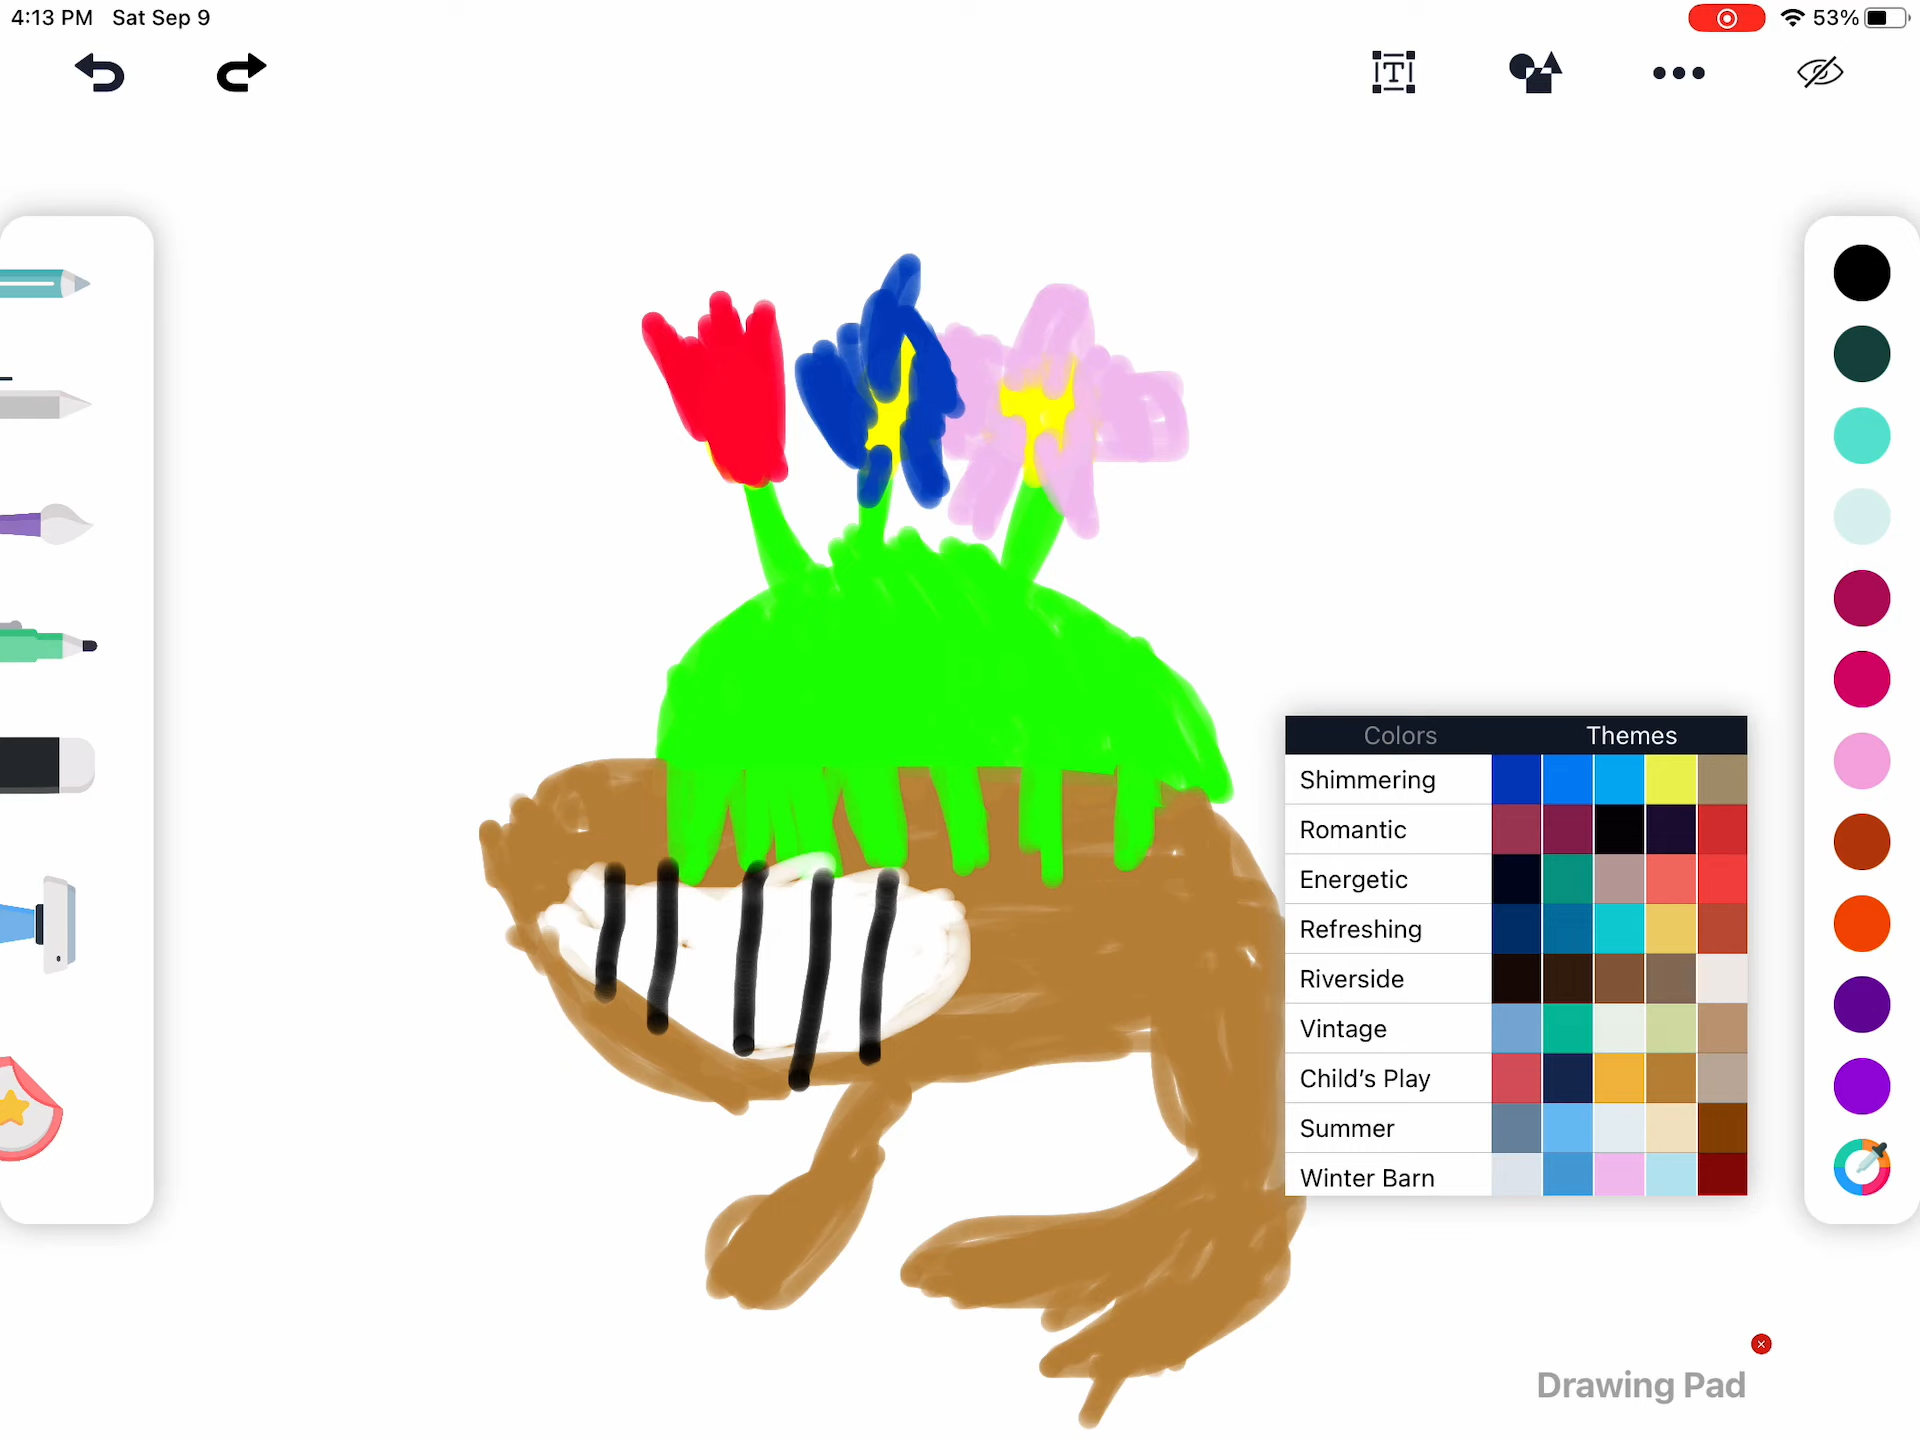 4:13 PM Sat Sep 9
53%
T
Colors Themes
Shimmering
Romantic
Energetic
Refreshing
Riverside
Vintage
Child's Play
Summer
Winter Barn
Drawing Pad